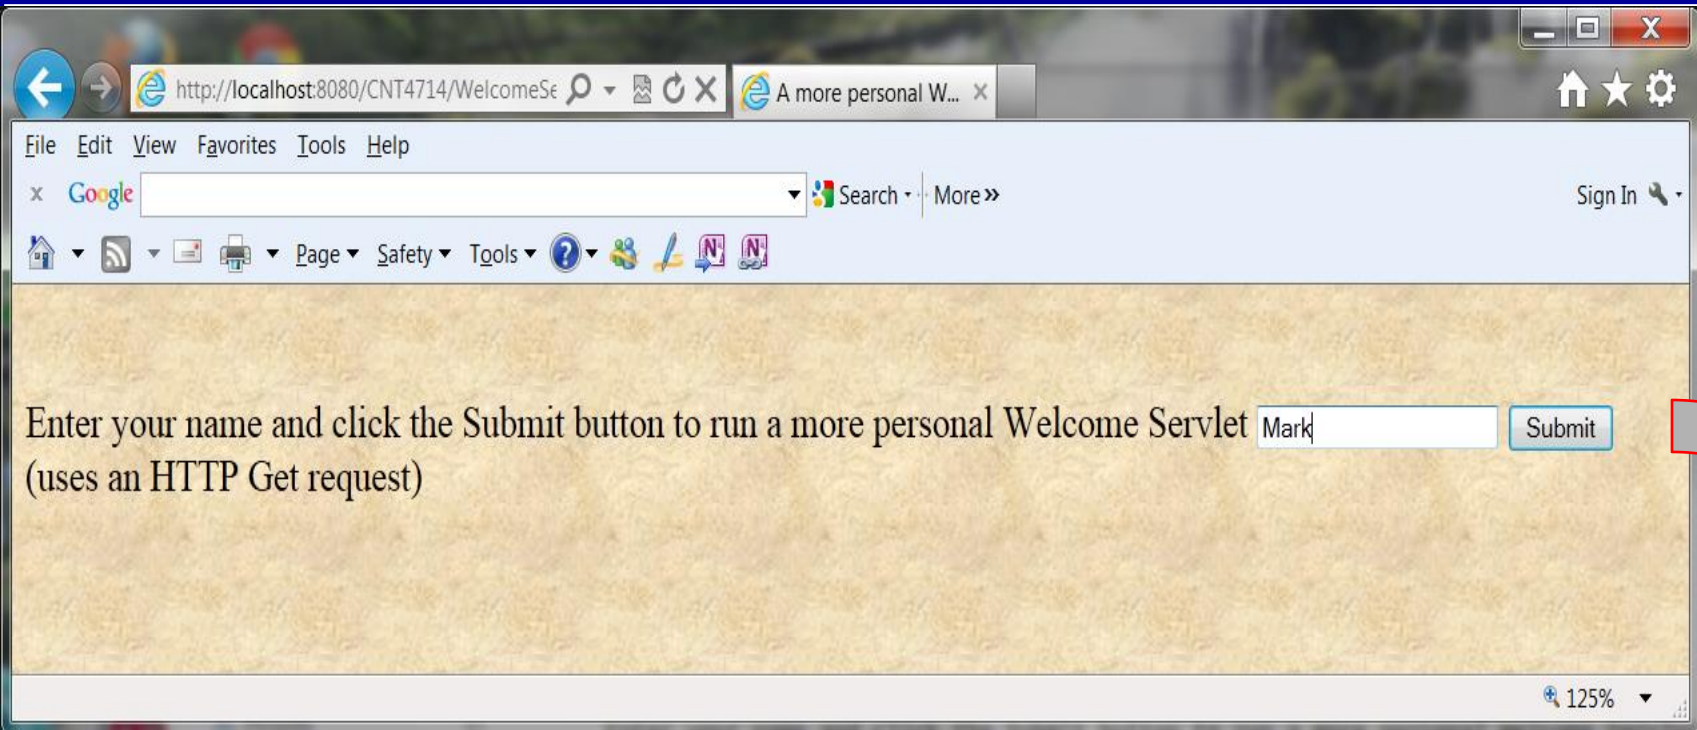 http://localhost:8080/CNT4714/WelcomeSe
A more personal W...
File Edit View Favorites Tools Help
x Google Search More»
Sign In
Page Safety Tools
Enter your name and click the Submit button to run a more personal Welcome Servlet Mark Submit
(uses an HTTP Get request)
125%